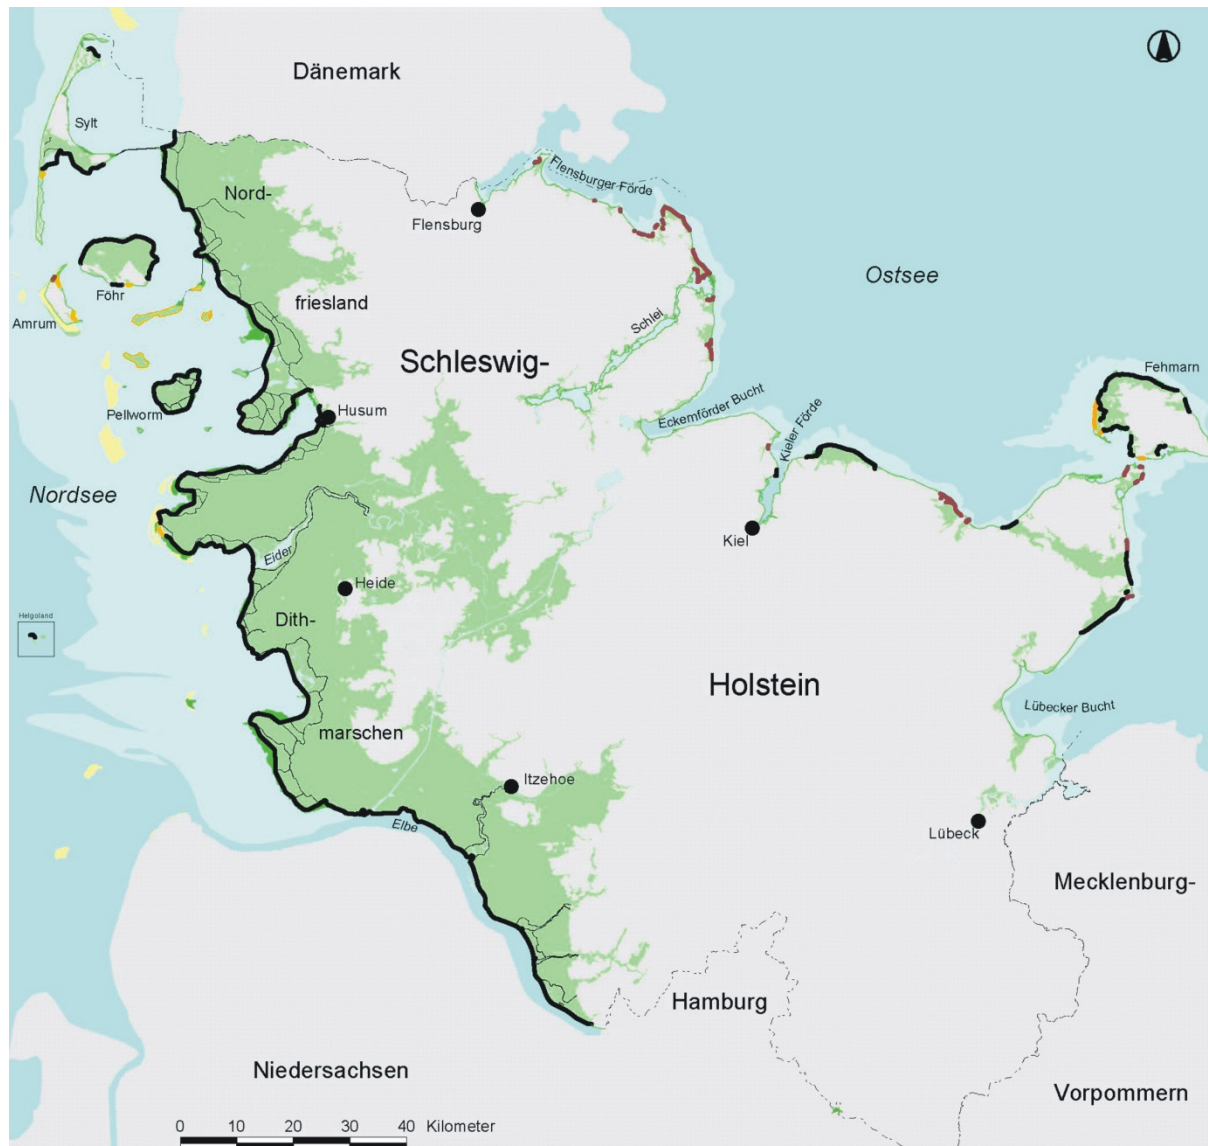 Dänemark
Sylt
Flensburger Förde
Nord-
Flensburg
Ostsee
Föhr
friesland
Amrum
Schlei
Schleswig-
Fehmarn
Pellworm
Husum
Eckernförder Bucht
Kieler Förde
Nordsee
Kiel
Eider
Heide
Helgoland
Dith-
Holstein
Lübecker Bucht
marschen
Itzehoe
Elbe
Lübeck
Mecklenburg-
Hamburg
Niedersachsen
Vorpommern
0 10 20 30 40 Kilometer